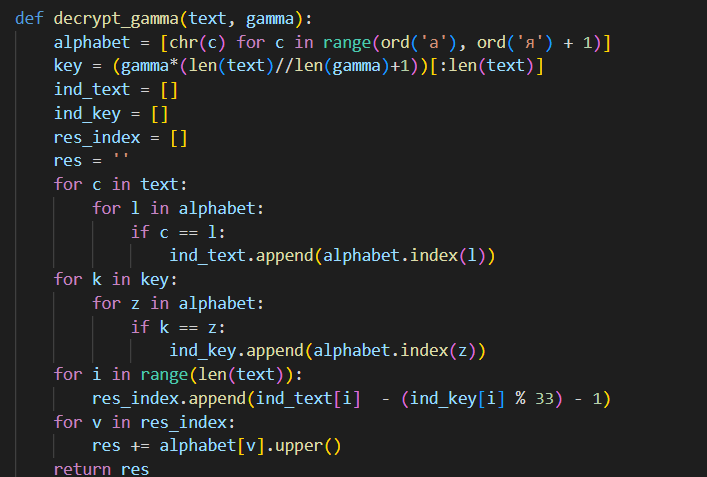 def decrypt_gamma(text, gamma):
    alphabet = [chr(c) for c in range(ord('а'), ord('я') + 1)]
    key = (gamma*(len(text)//len(gamma)+1))[:len(text)]
    ind_text = []
    ind_key = []
    res_index = []
    res = ''
    for c in text:
        for l in alphabet:
            if c == l:
                ind_text.append(alphabet.index(l))
    for k in key:
        for z in alphabet:
            if k == z:
                ind_key.append(alphabet.index(z))
    for i in range(len(text)):
        res_index.append(ind_text[i]  - (ind_key[i] % 33) - 1)
    for v in res_index:
        res += alphabet[v].upper()
    return res